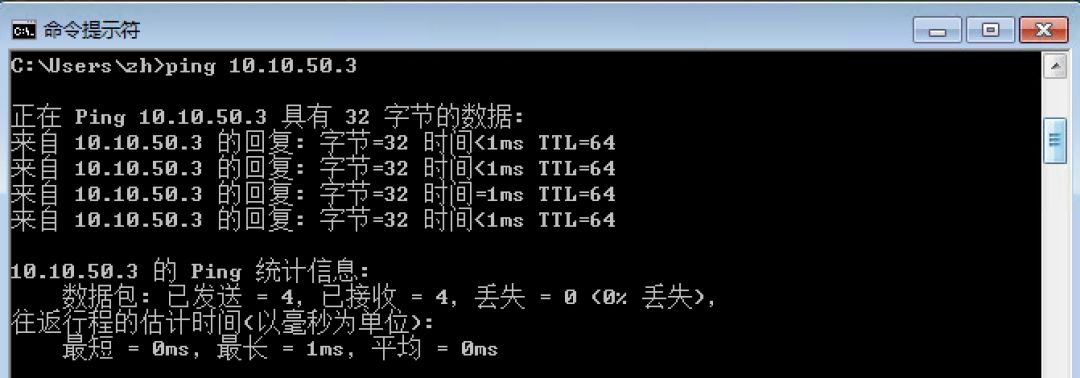 命令提示符
C:\Users\zh>ping 10.10.50.3
正在 Ping 10.10.50.3 具有 32 字节的数据:
来自 10.10.50.3 的回复: 字节=32 时间<1ms TTL=64
来自 10.10.50.3 的回复: 字节=32 时间<1ms TTL=64
来自 10.10.50.3 的回复: 字节=32 时间=1ms TTL=64
来自 10.10.50.3 的回复: 字节=32 时间<1ms TTL=64
10.10.50.3 的 Ping 统计信息:
数据包: 已发送 = 4，已接收 = 4，丢失 = 0 (0% 丢失)，
往返行程的估计时间(以毫秒为单位):
最短 = 0ms，最长 = 1ms，平均 = 0ms